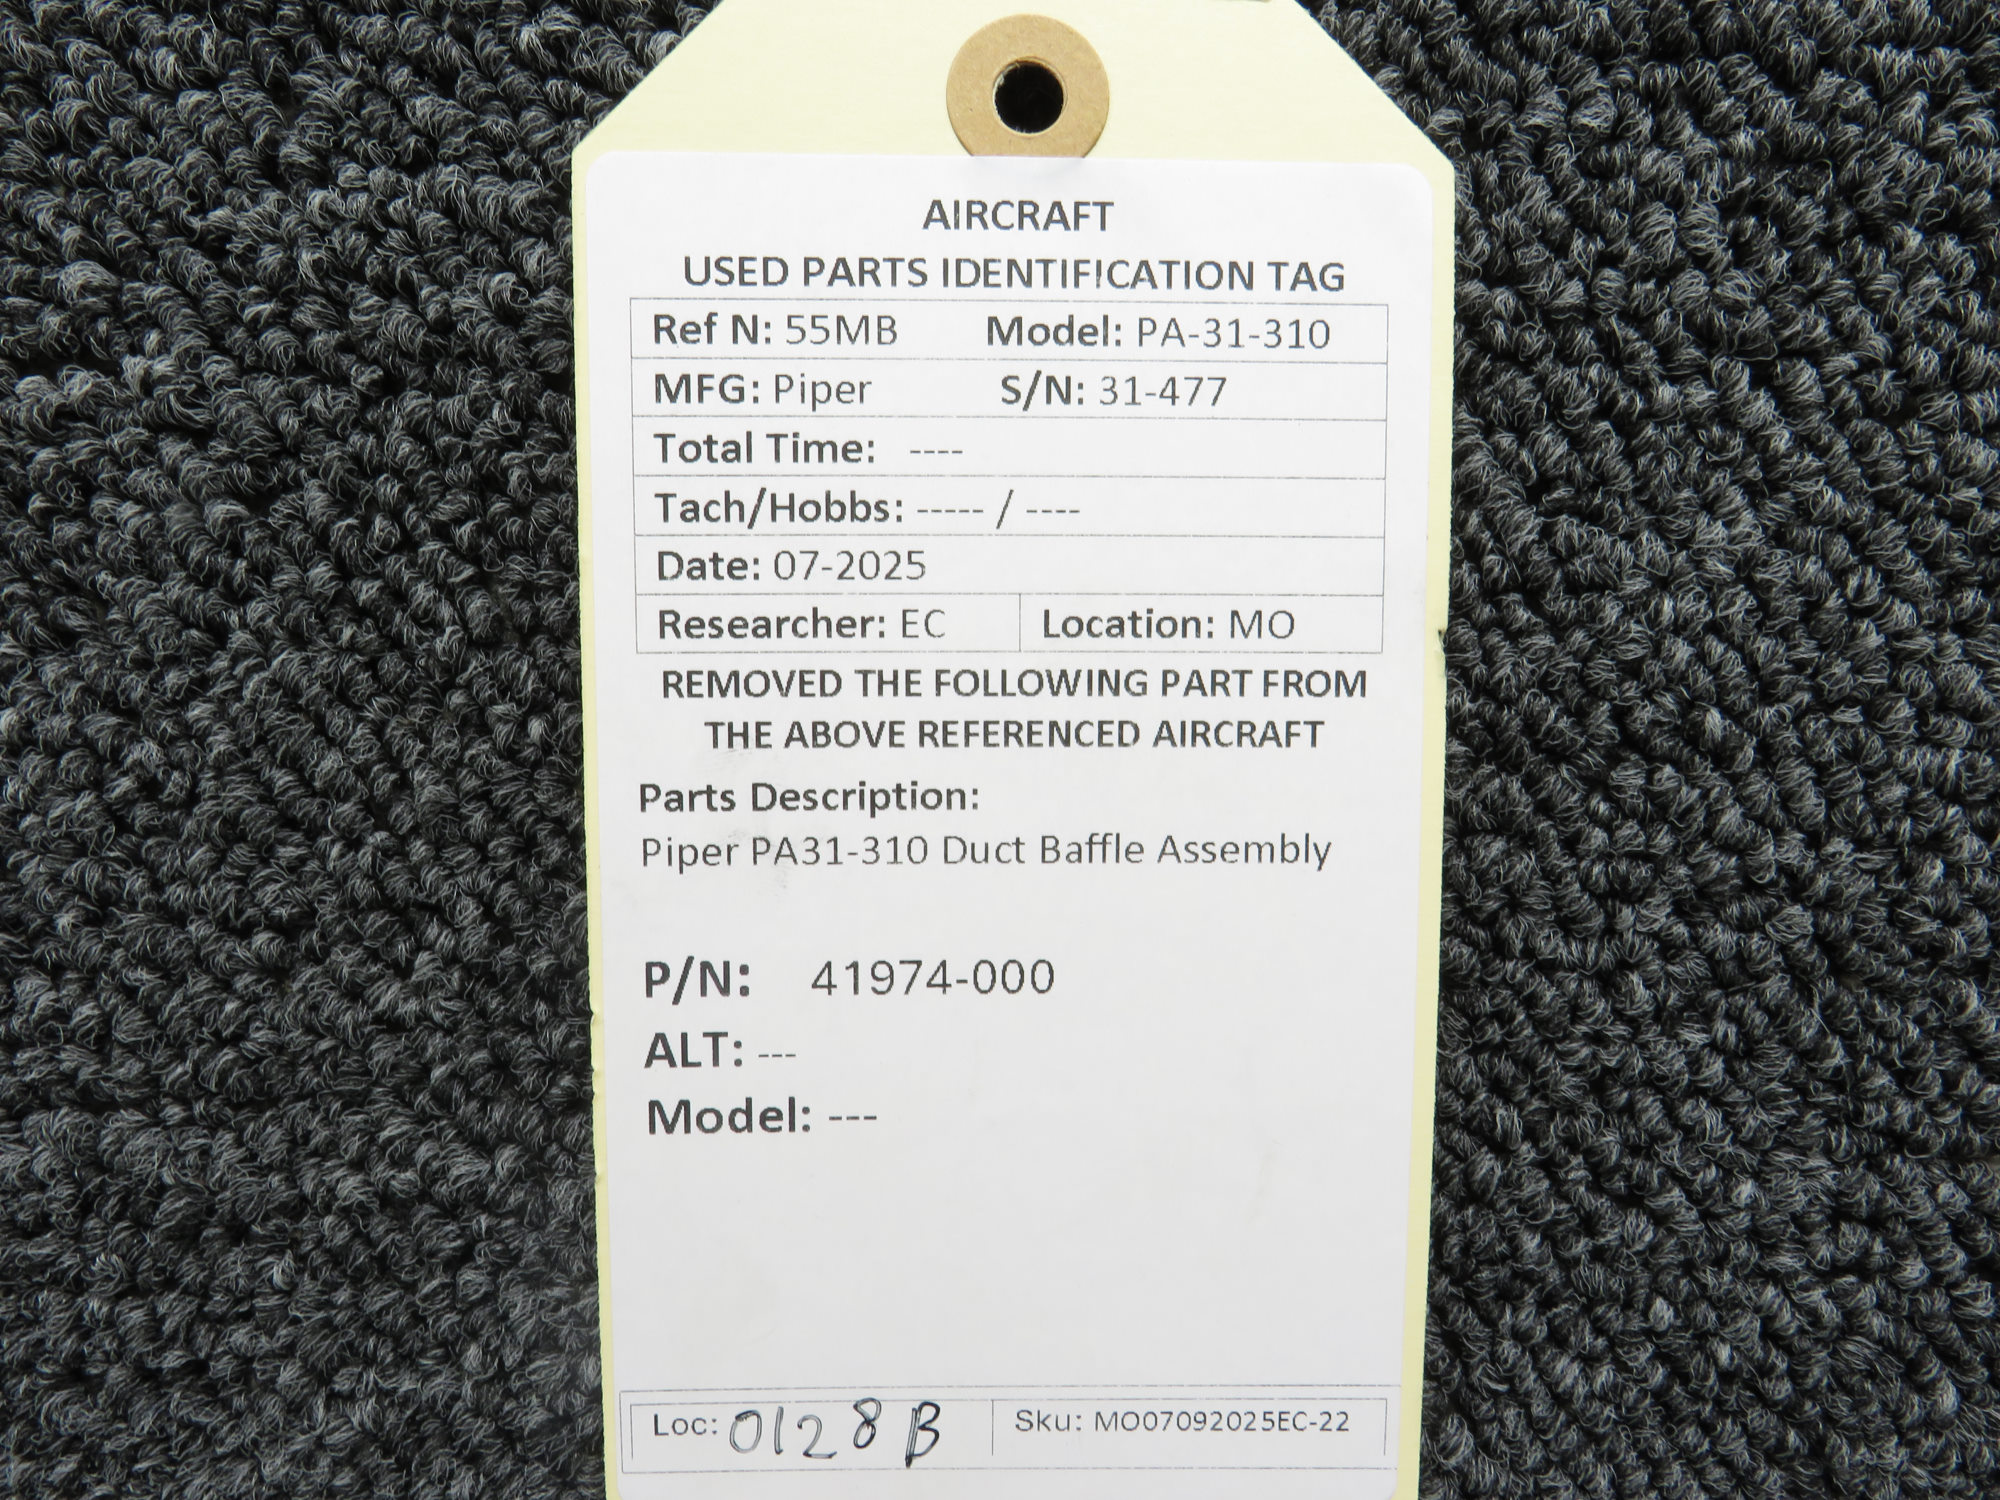 AIRCRAFT
USED PARTS IDENTIFICATION TAG
Ref N: 55MB Model: PA-31-310
MFG: Piper S/N: 31-477
Total Time: ----
Tach/Hobbs: ----- / ----
Date: 07-2025
Researcher: EC Location: MO
REMOVED THE FOLLOWING PART FROM
THE ABOVE REFERENCED AIRCRAFT
Parts Description:
Piper PA31-310 Duct Baffle Assembly
P/N: 41974-000
ALT: ---
Model: ---
Loc: 0128B Sku: MO07092025EC-22